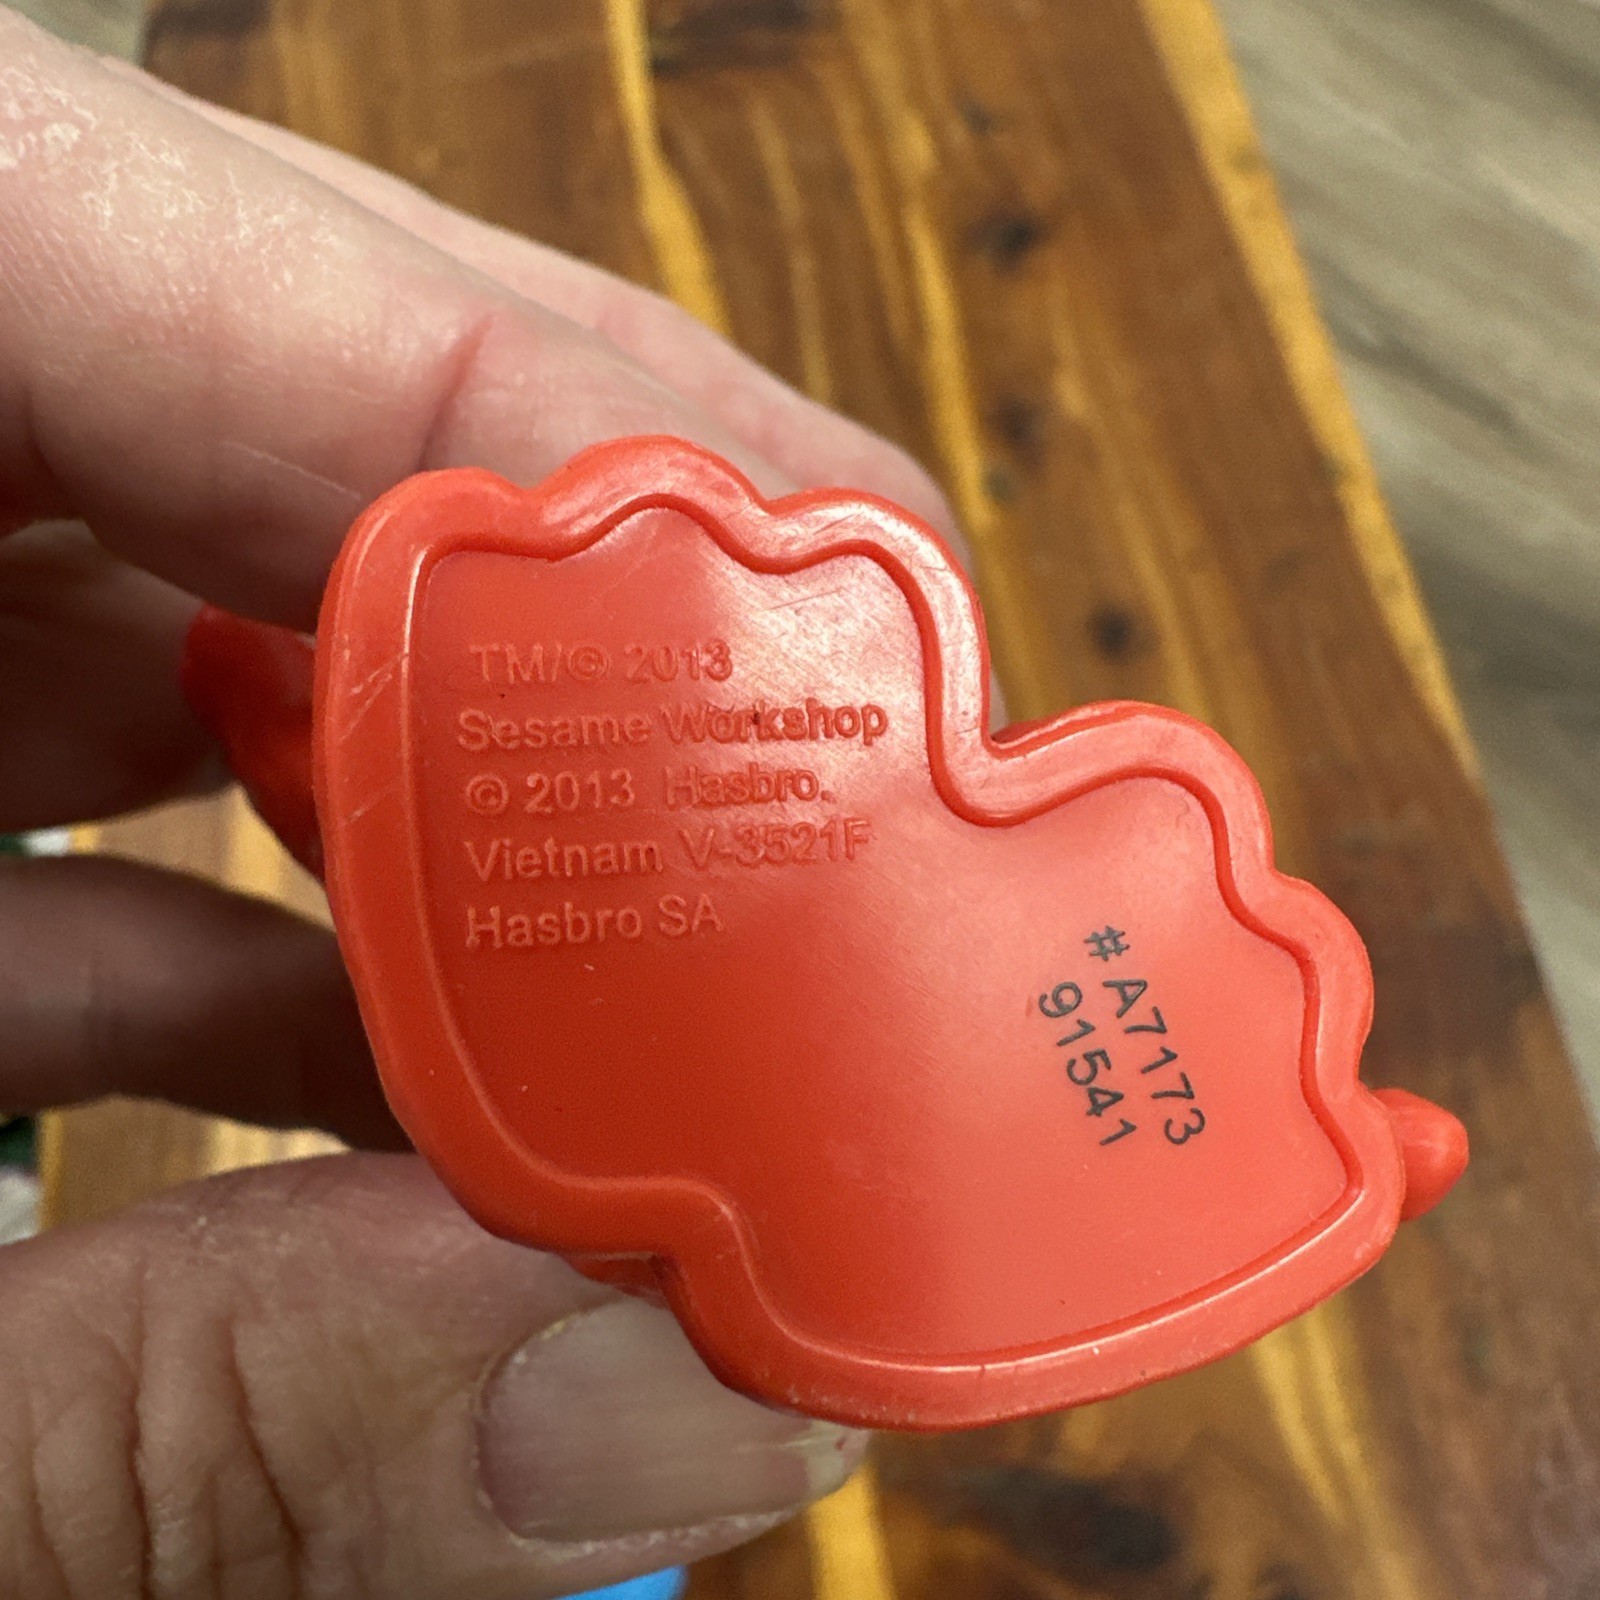 TM/© 2013
Sesame Workshop
© 2013 Hasbro.
Vietnam V-3521F
Hasbro SA
# A7173
91541